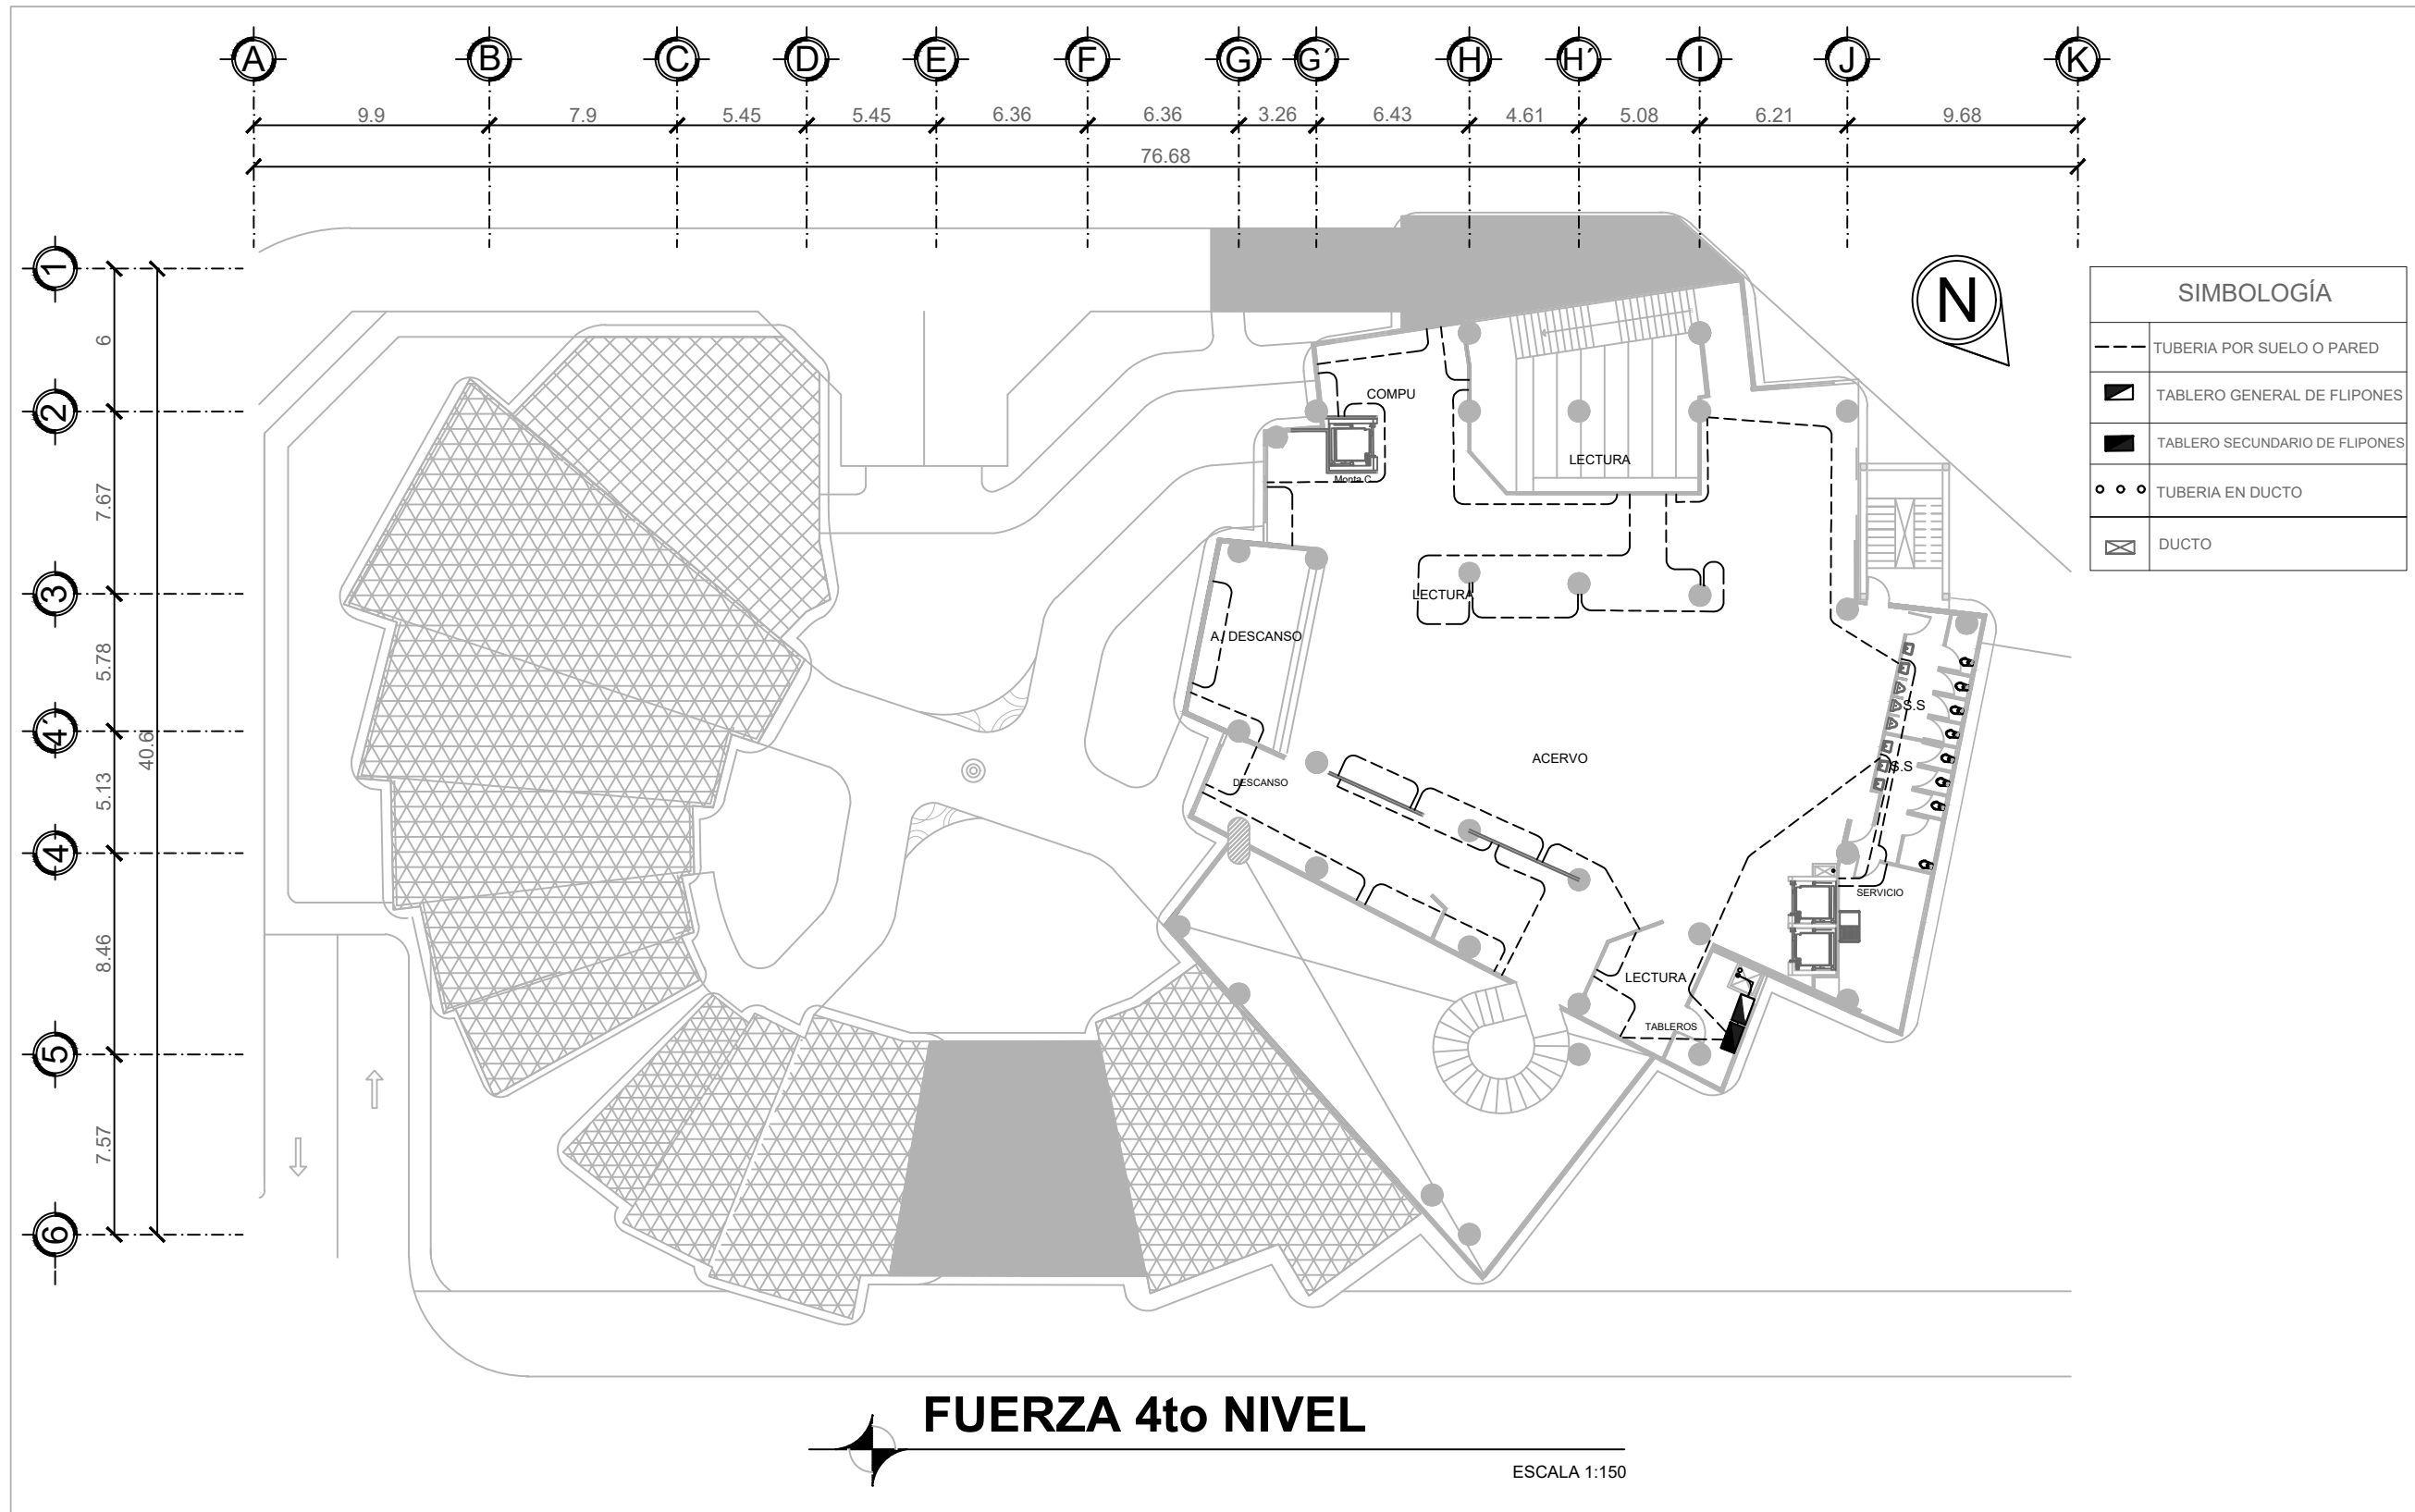 A B C D E F G G´ H H´ I J K
9.9 7.9 5.45 5.45 6.36 6.36 3.26 6.43 4.61 5.08 6.21 9.68
76.68
1
6
2
7.67
3
5.78
4´
5.13
40.6
4
8.46
5
7.57
6
N
SIMBOLOGÍA
TUBERIA POR SUELO O PARED
TABLERO GENERAL DE FLIPONES
TABLERO SECUNDARIO DE FLIPONES
TUBERIA EN DUCTO
DUCTO
COMPU
LECTURA
Monta C.
LECTURA
A. DESCANSO
S.S
ACERVO
S.S
DESCANSO
SERVICIO
LECTURA
TABLEROS
FUERZA 4to NIVEL
ESCALA 1:150